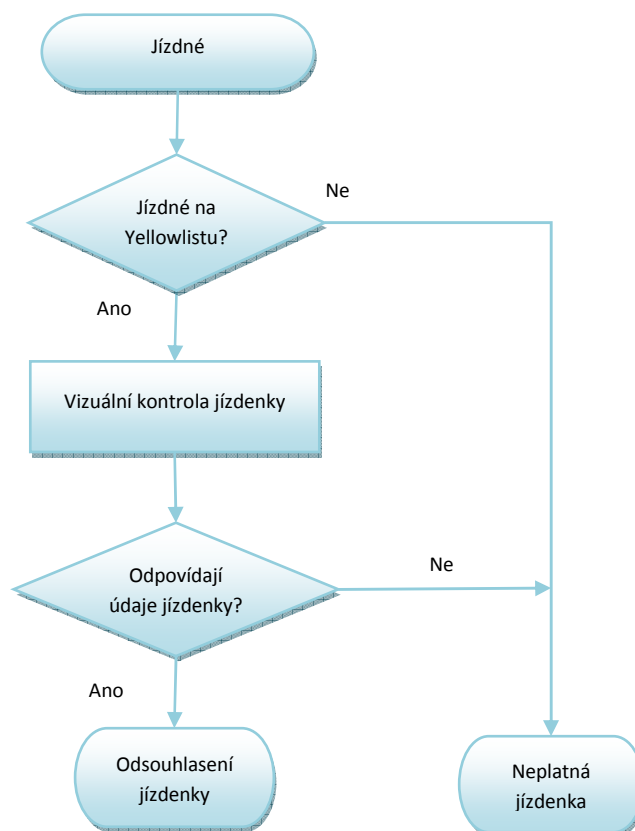 Jízdné
Ne
Jízdné na
Yellowlistu?
Ano
Vizuální kontrola jízdenky
Odpovídají
údaje jízdenky?
Ne
Ano
Odsouhlasení
jízdenky
Neplatná
jízdenka